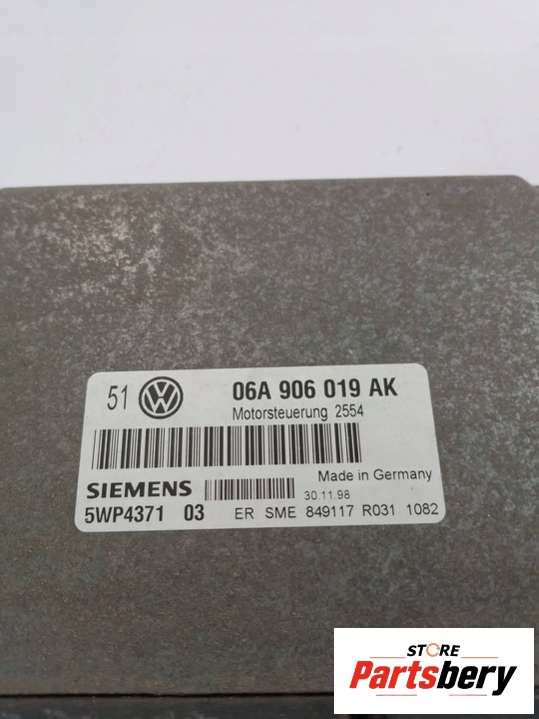 51 VW 06A 906 019 AK
Motorsteuerung 2554
Made in Germany
SIEMENS 30.11.98
5WP4371 03 ER SME 849117 R031 1082
STORE
Partsbery